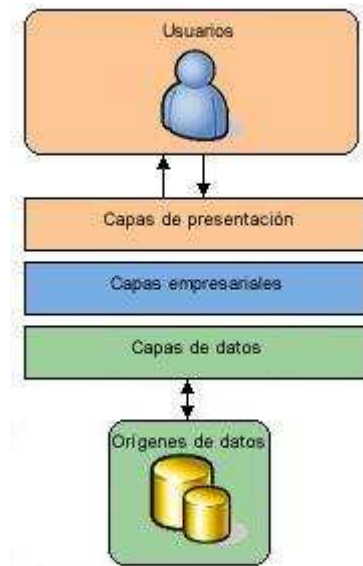 Usuarios
Capas de presentación
Capas empresariales
Capas de datos
Orígenes de datos